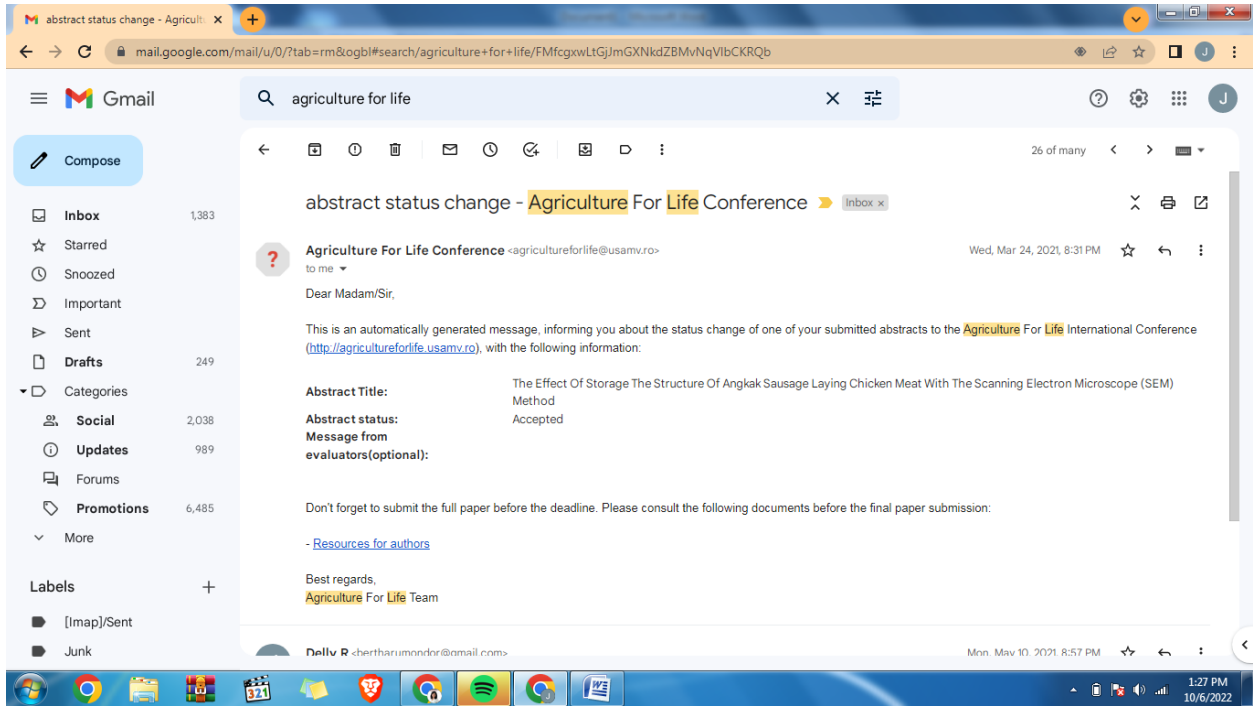 abstract status change - Agricultu
mail.google.com/mail/u/0/?tab=rm&ogbl#search/agriculture+for+life/FMfcgxwLtGjJmGXNkdZBMvNqVlbCKRQb
J
Gmail
agriculture for life
J
Compose
26 of many
abstract status change - Agriculture For Life Conference
Inbox ×
Inbox 1,383
Starred
Snoozed
Important
Sent
Drafts 249
Categories
Social 2,038
Updates 989
Forums
Promotions 6,485
More
Labels
[Imap]/Sent
Junk
?
Agriculture For Life Conference <agricultureforlife@usamv.ro>
Wed, Mar 24, 2021, 8:31 PM
to me
Dear Madam/Sir,
This is an automatically generated message, informing you about the status change of one of your submitted abstracts to the Agriculture For Life International Conference
(http://agricultureforlife.usamv.ro), with the following information:
Abstract Title: The Effect Of Storage The Structure Of Angkak Sausage Laying Chicken Meat With The Scanning Electron Microscope (SEM)
Method
Abstract status: Accepted
Message from
evaluators(optional):
Don't forget to submit the full paper before the deadline. Please consult the following documents before the final paper submission:
- Resources for authors
Best regards,
Agriculture For Life Team
Delly R <bertharumondor@gmail.com>
Mon, May 10, 2021, 8:57 PM
321
1:27 PM
10/6/2022